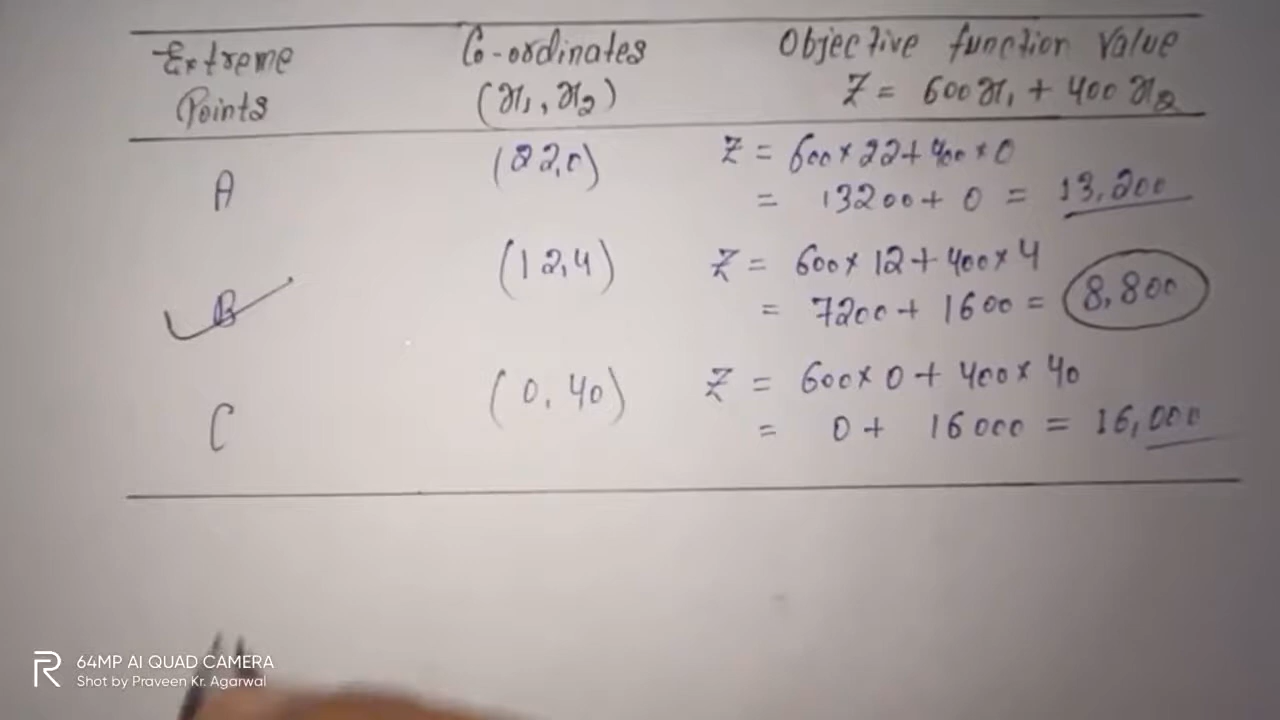 Extreme Points
Co-ordinates (x₁, x₂)
Objective function Value
Z = 600x₁ + 400x₂
A
(22,0)
Z = 600×22+400×0
= 13200+ 0 = 13,200
B
(12,4)
Z = 600×12+400×4
= 7200+ 1600 = 8,800
C
(0,40)
Z = 600×0+400×40
= 0+ 16000 = 16,000
64MP AI QUAD CAMERA
Shot by Praveen Kr. Agarwal